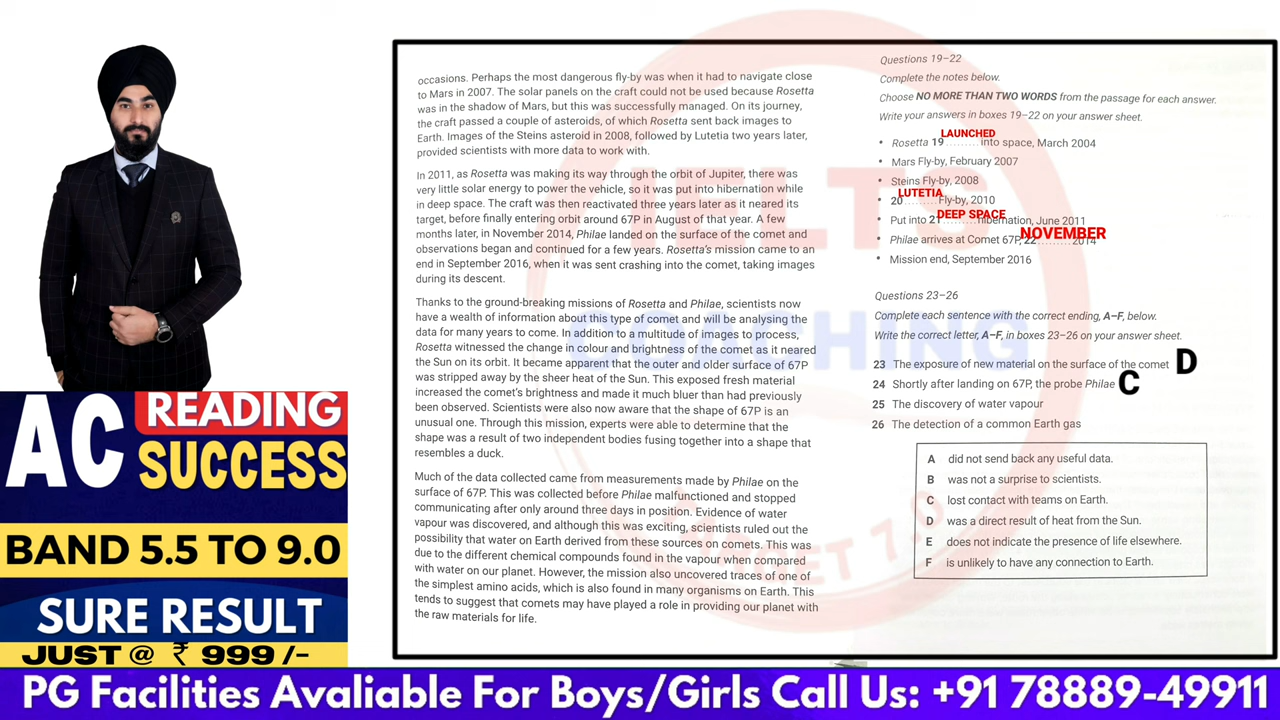 occasions. Perhaps the most dangerous fly-by was when it had to navigate close
to Mars in 2007. The solar panels on the craft could not be used because Rosetta
was in the shadow of Mars, but this was successfully managed. On its journey,
the craft passed a couple of asteroids, of which Rosetta sent back images to
Earth. Images of the Steins asteroid in 2008, followed by Lutetia two years later,
provided scientists with more data to work with.
In 2011, as Rosetta was making its way through the orbit of Jupiter, there was
very little solar energy to power the vehicle, so it was put into hibernation while
in deep space. The craft was then reactivated three years later as it neared its
target, before finally entering orbit around 67P in August of that year. A few
months later, in November 2014, Philae landed on the surface of the comet and
observations began and continued for a few years. Rosetta's mission came to an
end in September 2016, when it was sent crashing into the comet, taking images
during its descent.
Thanks to the ground-breaking missions of Rosetta and Philae, scientists now
have a wealth of information about this type of comet and will be analysing the
data for many years to come. In addition to a multitude of images to process,
Rosetta witnessed the change in colour and brightness of the comet as it neared
the Sun on its orbit. It became apparent that the outer and older surface of 67P
was stripped away by the sheer heat of the Sun. This exposed fresh material
increased the comet's brightness and made it much bluer than had previously
been observed. Scientists were also now aware that the shape of 67P is an
unusual one. Through this mission, experts were able to determine that the
shape was a result of two independent bodies fusing together into a shape that
resembles a duck.
Much of the data collected came from measurements made by Philae on the
surface of 67P. This was collected before Philae malfunctioned and stopped
communicating after only around three days in position. Evidence of water
vapour was discovered, and although this was exciting, scientists ruled out the
possibility that water on Earth derived from these sources on comets. This was
due to the different chemical compounds found in the vapour when compared
with water on our planet. However, the mission also uncovered traces of one of
the simplest amino acids, which is also found in many organisms on Earth. This
tends to suggest that comets may have played a role in providing our planet with
the raw materials for life.
Questions 19–22
Complete the notes below.
Choose NO MORE THAN TWO WORDS from the passage for each answer.
Write your answers in boxes 19–22 on your answer sheet.
LAUNCHED
• Rosetta 19 ......... into space, March 2004
• Mars Fly-by, February 2007
• Steins Fly-by, 2008
LUTETIA
• 20 ......... Fly-by, 2010
DEEP SPACE
• Put into 21 ......... hibernation, June 2011
NOVEMBER
• Philae arrives at Comet 67P, 22 ......... 2014
• Mission end, September 2016
Questions 23–26
Complete each sentence with the correct ending, A–F, below.
Write the correct letter, A–F, in boxes 23–26 on your answer sheet.
23 The exposure of new material on the surface of the comet D
24 Shortly after landing on 67P, the probe Philae C
25 The discovery of water vapour
26 The detection of a common Earth gas
A did not send back any useful data.
B was not a surprise to scientists.
C lost contact with teams on Earth.
D was a direct result of heat from the Sun.
E does not indicate the presence of life elsewhere.
F is unlikely to have any connection to Earth.
IELTS
COACHING
AC READING
SUCCESS
BAND 5.5 TO 9.0
SURE RESULT
JUST @ ₹ 999 /-
PG Facilities Avaliable For Boys/Girls Call Us: +91 78889-49911